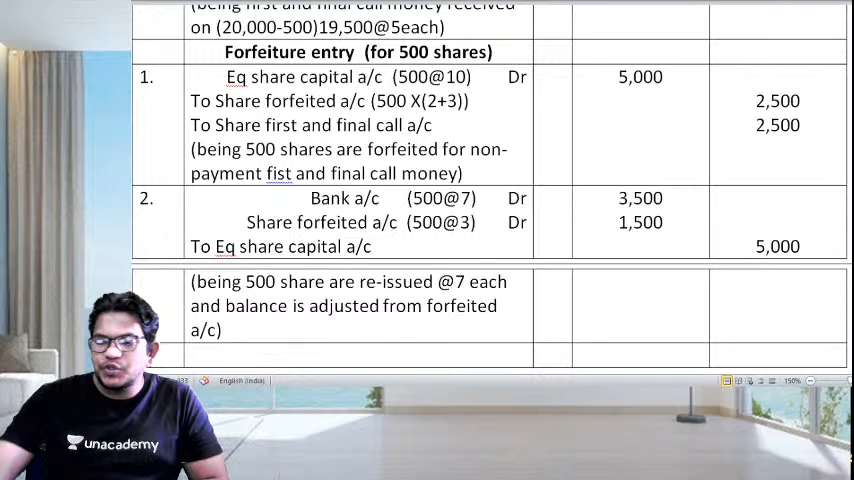 (being first and final call money received
on (20,000-500)19,500@5each)
Forfeiture entry (for 500 shares)
1. Eq share capital a/c (500@10) Dr 5,000
To Share forfeited a/c (500 X(2+3)) 2,500
To Share first and final call a/c 2,500
(being 500 shares are forfeited for non-
payment fist and final call money)
2. Bank a/c (500@7) Dr 3,500
Share forfeited a/c (500@3) Dr 1,500
To Eq share capital a/c 5,000
(being 500 share are re-issued @7 each
and balance is adjusted from forfeited
a/c)
English (India) 150%
unacademy